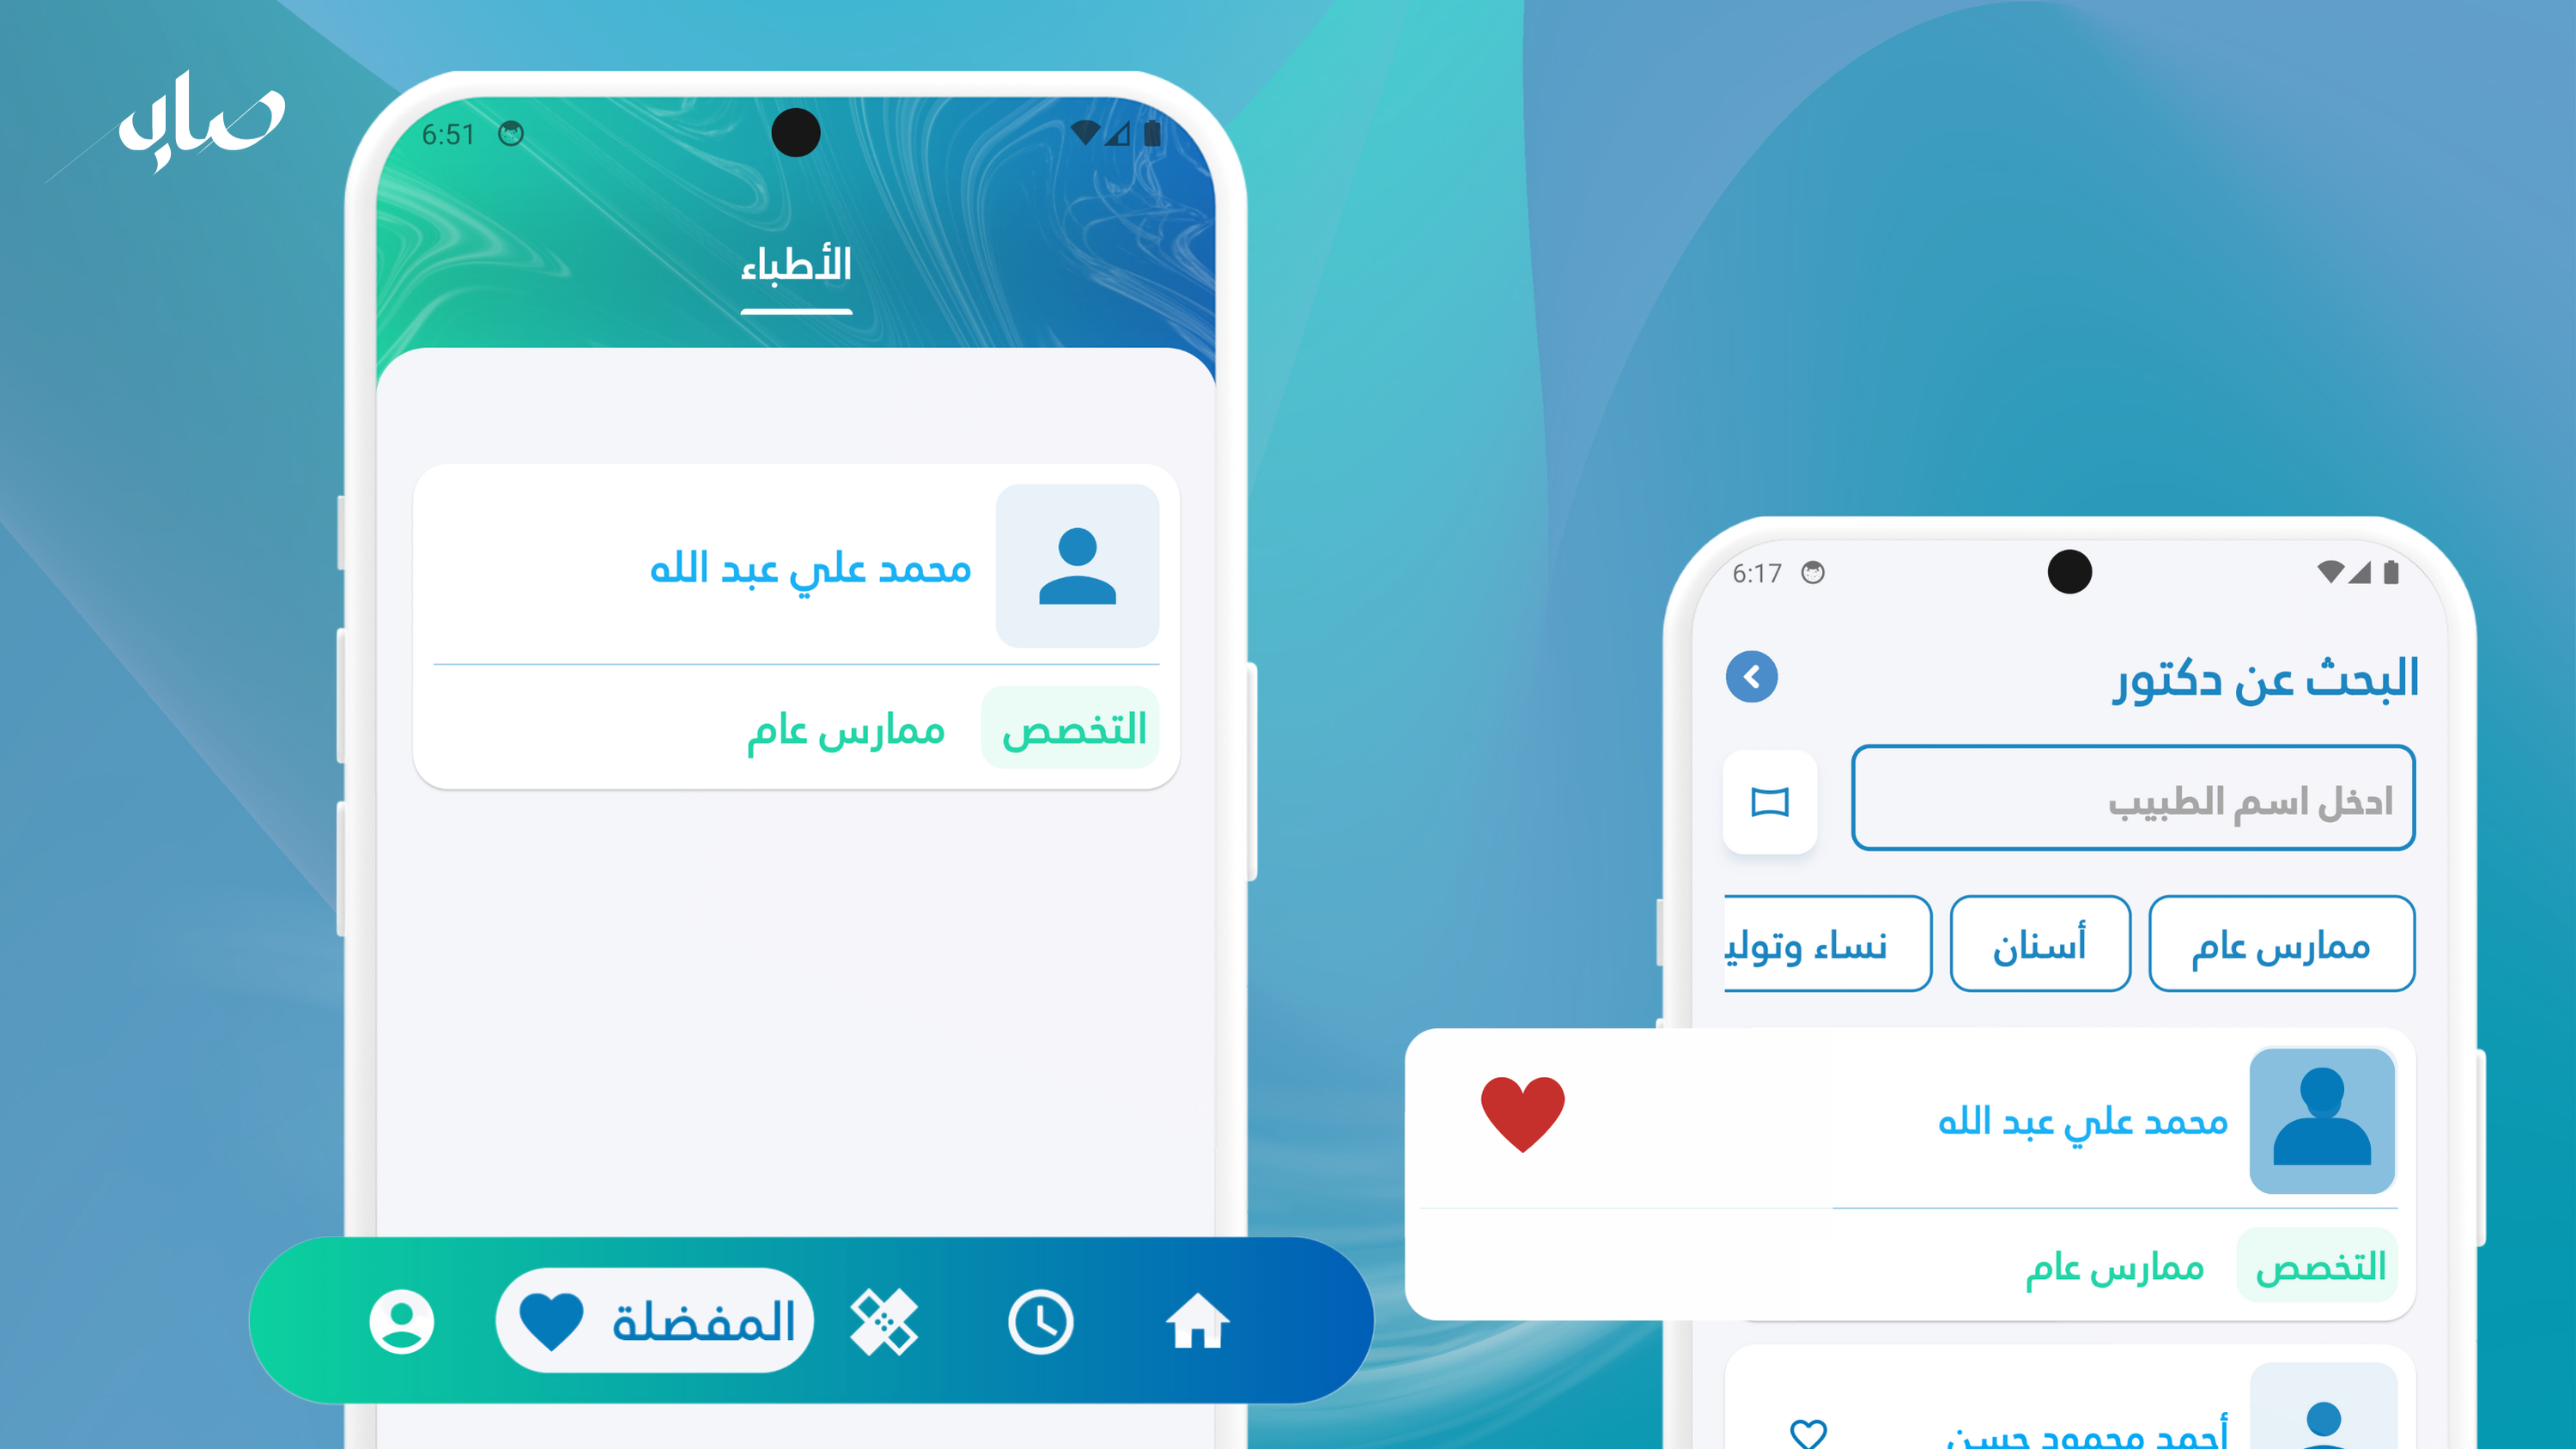 6:51
الأطباء
محمد علي عبد الله
التخصص
ممارس عام
المفضلة
6:17
البحث عن دكتور
ادخل اسم الطبيب
ممارس عام
أسنان
نساء وتولي
محمد علي عبد الله
التخصص
ممارس عام
أحمد محمود حسن